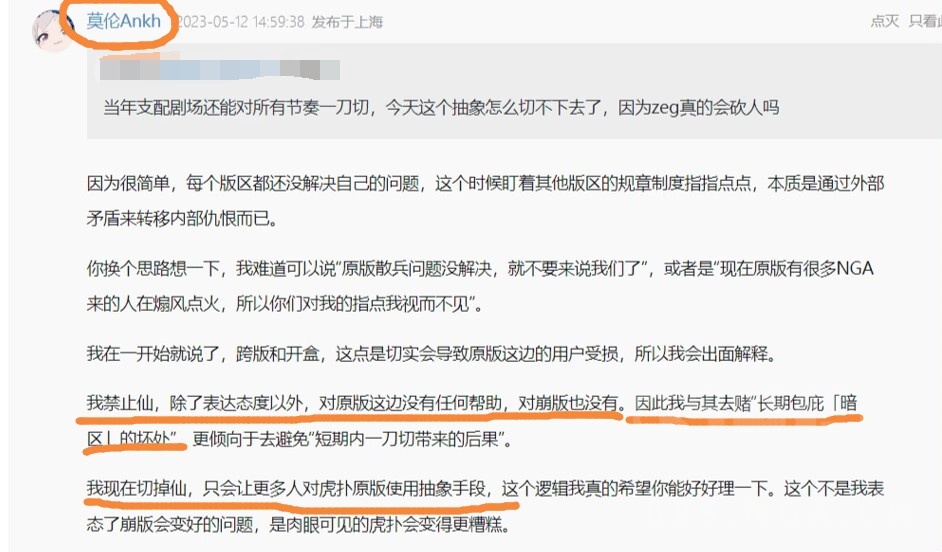 莫伦Ankh 2023-05-12 14:59:38 发布于上海 点灭 只看
当年支配剧场还能对所有节奏一刀切，今天这个抽象怎么切不下去了，因为zeg真的会砍人吗
因为很简单，每个版区都还没解决自己的问题，这个时候盯着其他版区的规章制度指指点点，本质是通过外部
矛盾来转移内部仇恨而已。
你换个思路想一下，我难道可以说“原版散兵问题没解决，就不要来说我们了”，或者是“现在原版有很多NGA
来的人在煽风点火，所以你们对我的指点我视而不见”。
我在一开始就说了，跨版和开盒，这点是切实会导致原版这边的用户受损，所以我会出面解释。
我禁止仙，除了表达态度以外，对原版这边没有任何帮助，对崩版也没有。因此我与其去赌“长期包庇「暗
区」的坏处”，更倾向于去避免“短期内一刀切带来的后果”。
我现在切掉仙，只会让更多人对虎扑原版使用抽象手段，这个逻辑我真的希望你能好好理一下。这个不是我表
态了崩版会变好的问题，是肉眼可见的虎扑会变得更糟糕。